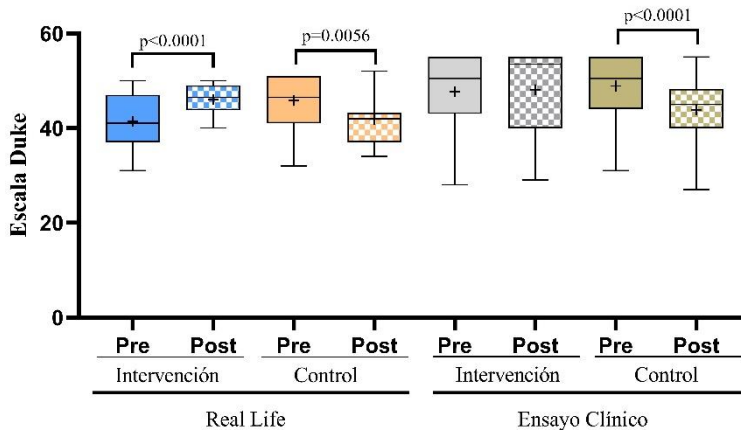 60
p<0.0001
p=0.0056
p<0.0001
40
Escala Duke
20
0
Pre Post Pre Post Pre Post Pre Post
Intervención Control Intervención Control
Real Life Ensayo Clínico